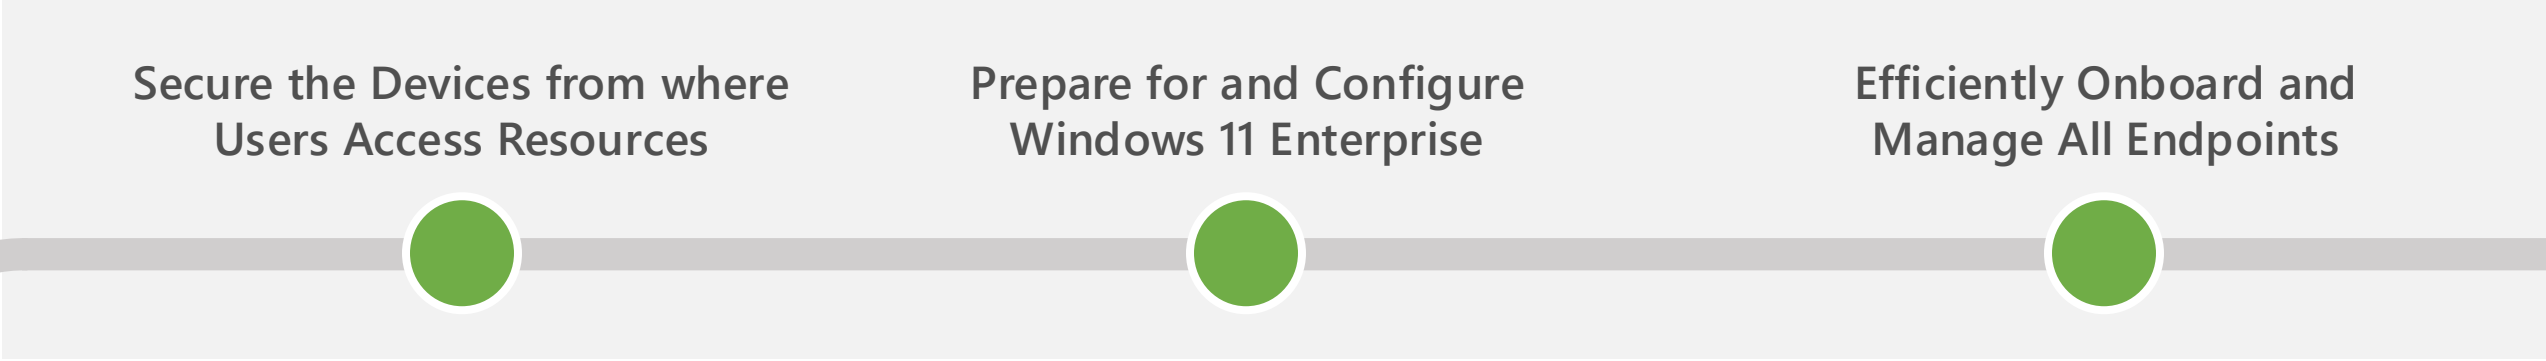 Secure the Devices from where
Users Access Resources
Prepare for and Configure
Windows 11 Enterprise
Efficiently Onboard and
Manage All Endpoints